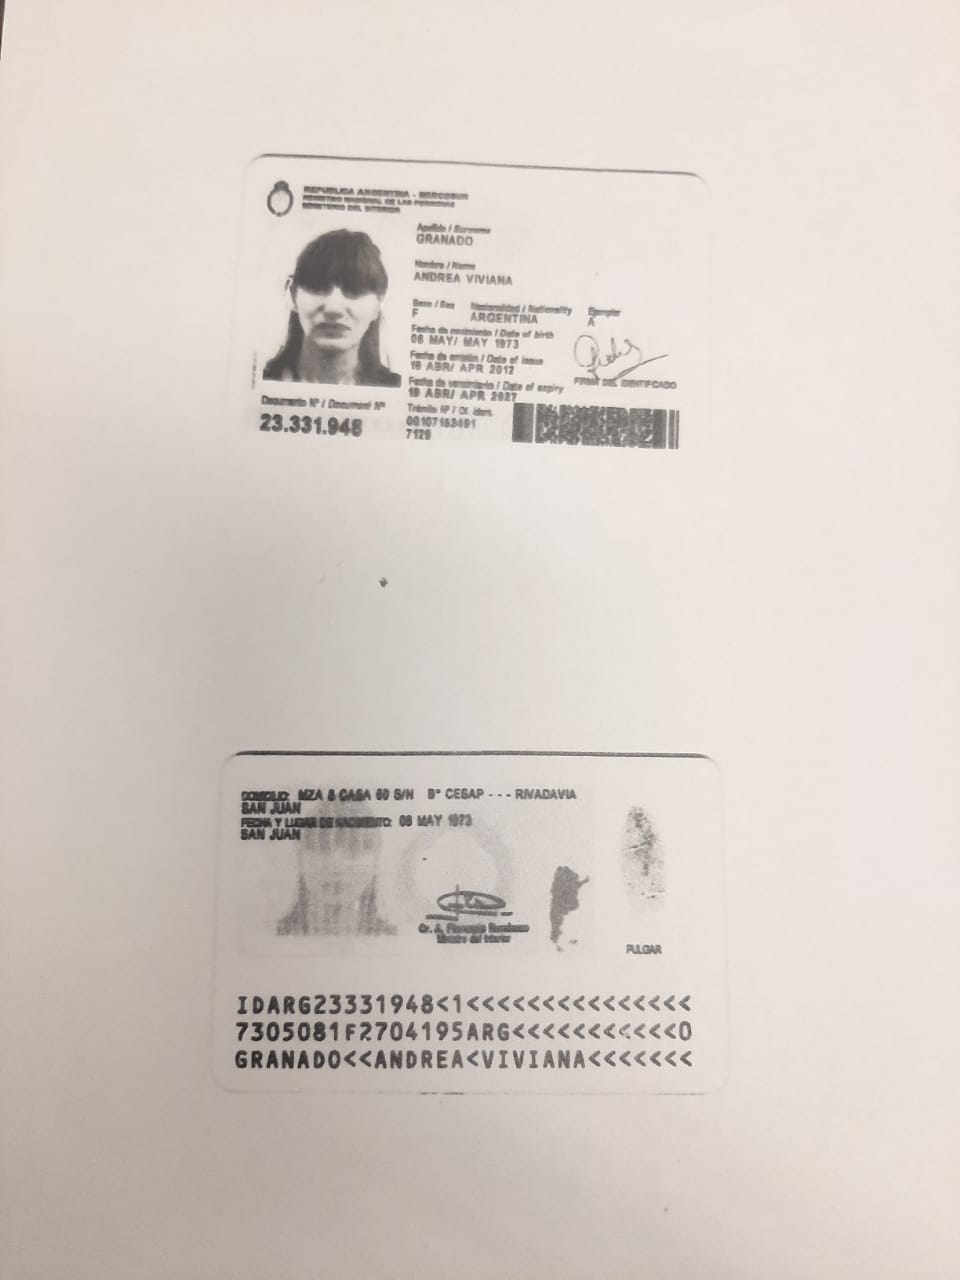 REPUBLICA ARGENTINA - MERCOSUR
REGISTRO NACIONAL DE LAS PERSONAS
MINISTERIO DEL INTERIOR
Apellido / Surname
GRANADO
Nombre / Name
ANDREA VIVIANA
Sexo / Sex Nacionalidad / Nationality Ejemplar
F ARGENTINA A
Fecha de nacimiento / Date of birth
08 MAY/ MAY 1973
Fecha de emisión / Date of issue
19 ABR/ APR 2012
Fecha de vencimiento / Date of expiry
19 ABR/ APR 2027
FIRMA DEL IDENTIFICADO
Documento Nº / Document Nº
23.331.948
Trámite Nº / Of. Ident.
7129
DOMICILIO: MZA 8 CASA 60 S/N Bº CESAP - - - RIVADAVIA
SAN JUAN
FECHA Y LUGAR DE NACIMIENTO: 08 MAY 1973
SAN JUAN
Cr. A. Florencio Randazzo
Ministro del Interior
PULGAR
IDARG23331948<1<<<<<<<<<<<<<<<
7305081F2704195ARG<<<<<<<<<<<0
GRANADO<<ANDREA<VIVIANA<<<<<<<